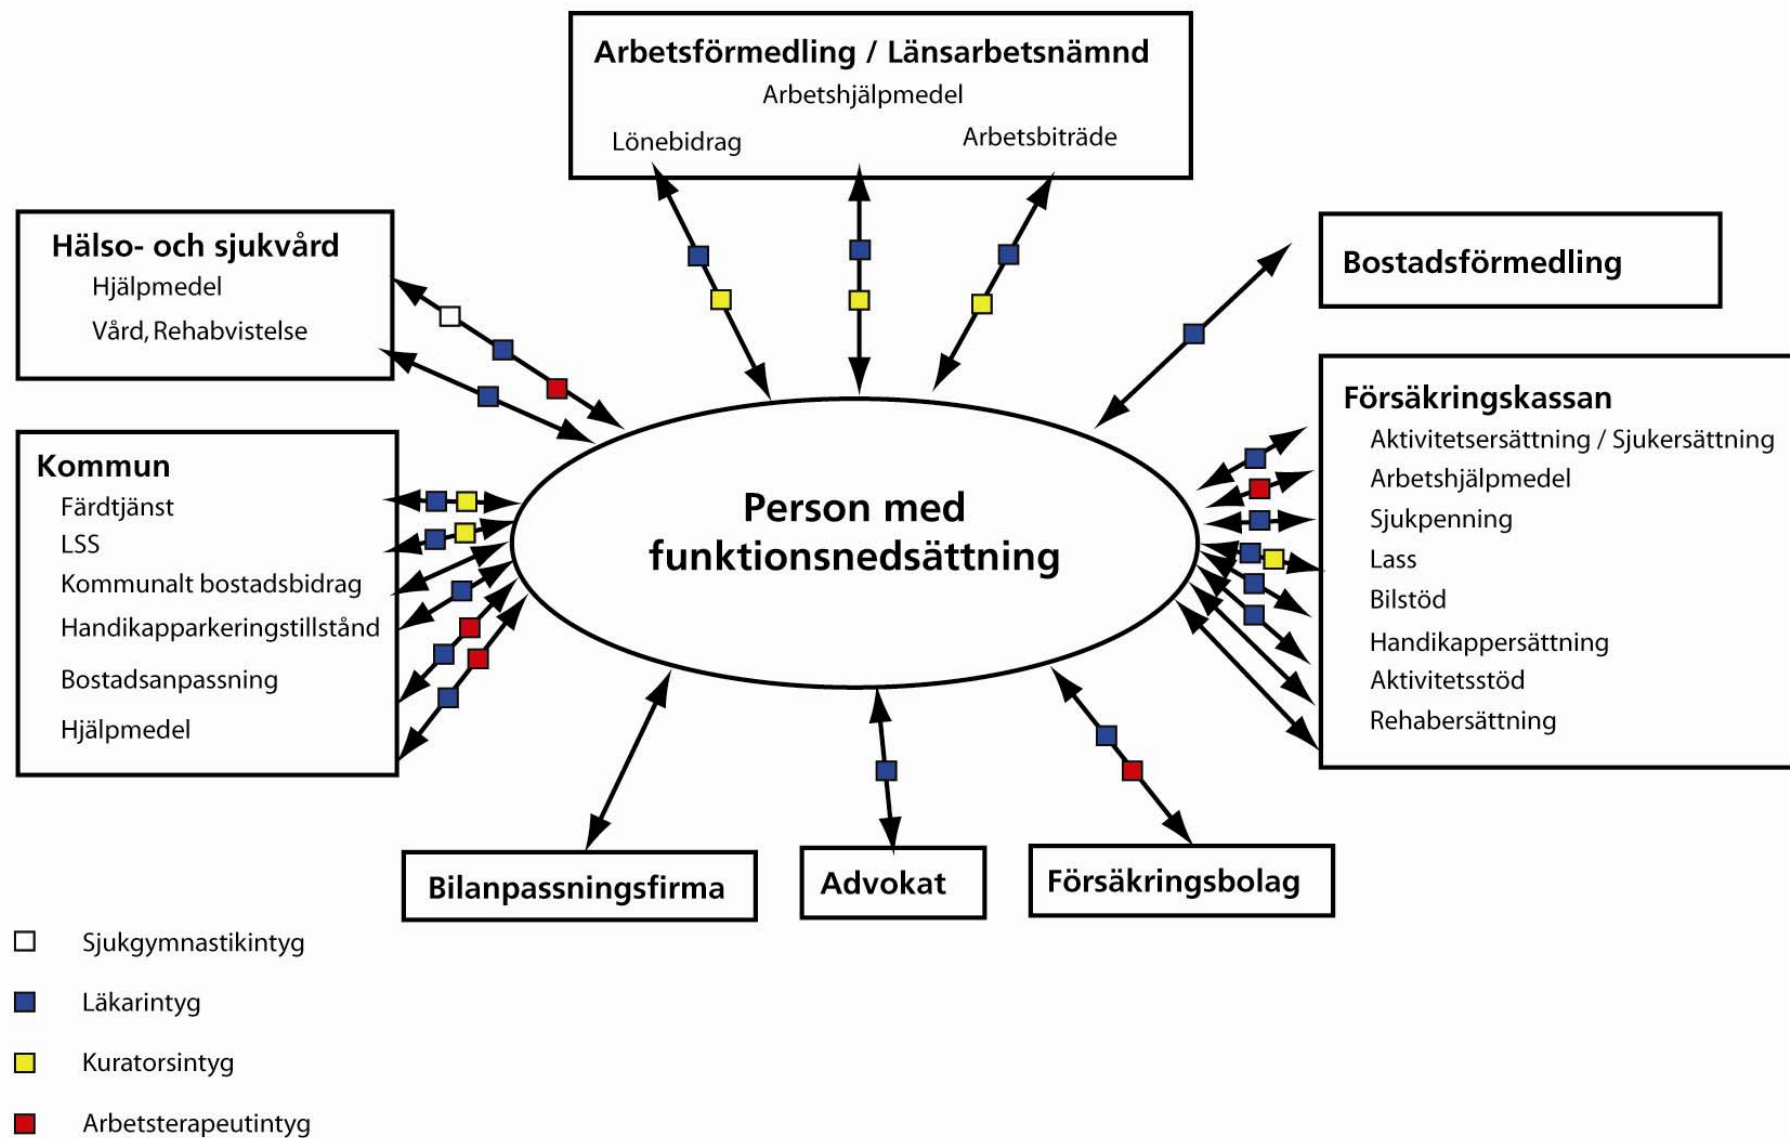 Arbetsförmedling / Länsarbetsnämnd
Arbetshjälpmedel
Lönebidrag
Arbetsbiträde
Hälso- och sjukvård
Hjälpmedel
Vård, Rehabvistelse
Bostadsförmedling
Kommun
Färdtjänst
LSS
Kommunalt bostadsbidrag
Handikapparkeringstillstånd
Bostadsanpassning
Hjälpmedel
Person med
funktionsnedsättning
Försäkringskassan
Aktivitetsersättning / Sjukersättning
Arbetshjälpmedel
Sjukpenning
Lass
Bilstöd
Handikappersättning
Aktivitetsstöd
Rehabersättning
Bilanpassningsfirma
Advokat
Försäkringsbolag
Sjukgymnastikintyg
Läkarintyg
Kuratorsintyg
Arbetsterapeutintyg